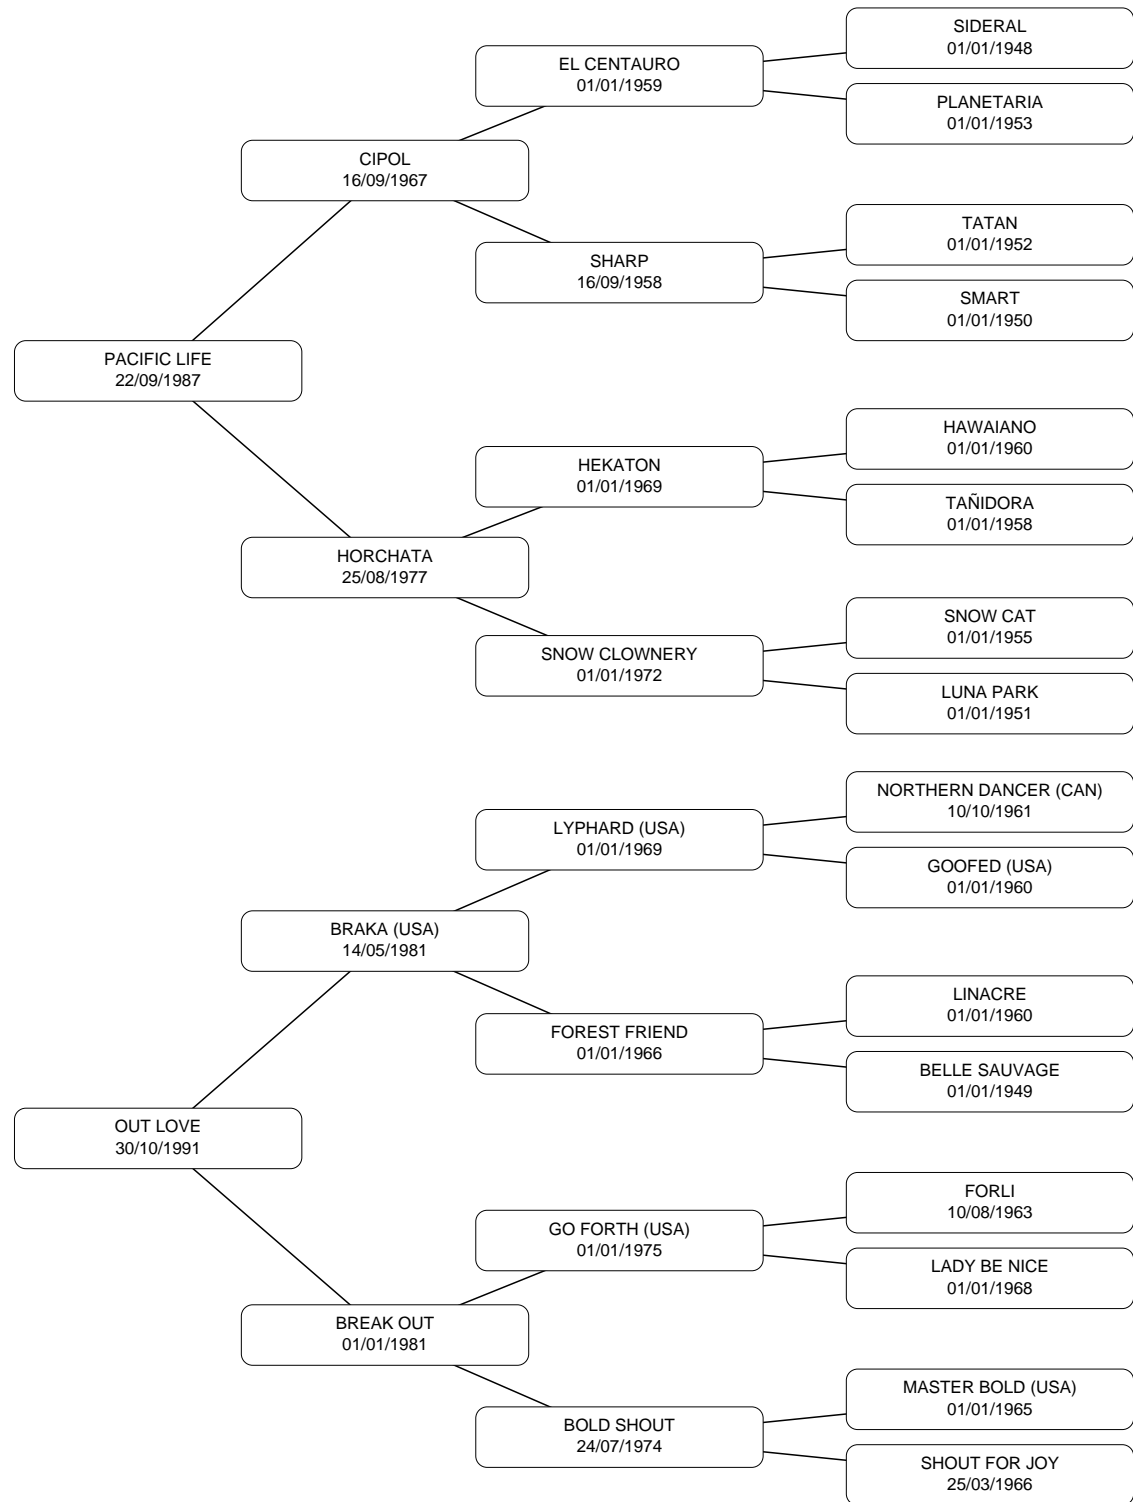 SIDERAL
01/01/1948
EL CENTAURO
01/01/1959
PLANETARIA
01/01/1953
CIPOL
16/09/1967
TATAN
01/01/1952
SHARP
16/09/1958
SMART
01/01/1950
PACIFIC LIFE
22/09/1987
HAWAIANO
01/01/1960
HEKATON
01/01/1969
TAÑIDORA
01/01/1958
HORCHATA
25/08/1977
SNOW CAT
01/01/1955
SNOW CLOWNERY
01/01/1972
LUNA PARK
01/01/1951
NORTHERN DANCER (CAN)
10/10/1961
LYPHARD (USA)
01/01/1969
GOOFED (USA)
01/01/1960
BRAKA (USA)
14/05/1981
LINACRE
01/01/1960
FOREST FRIEND
01/01/1966
BELLE SAUVAGE
01/01/1949
OUT LOVE
30/10/1991
FORLI
10/08/1963
GO FORTH (USA)
01/01/1975
LADY BE NICE
01/01/1968
BREAK OUT
01/01/1981
MASTER BOLD (USA)
01/01/1965
BOLD SHOUT
24/07/1974
SHOUT FOR JOY
25/03/1966